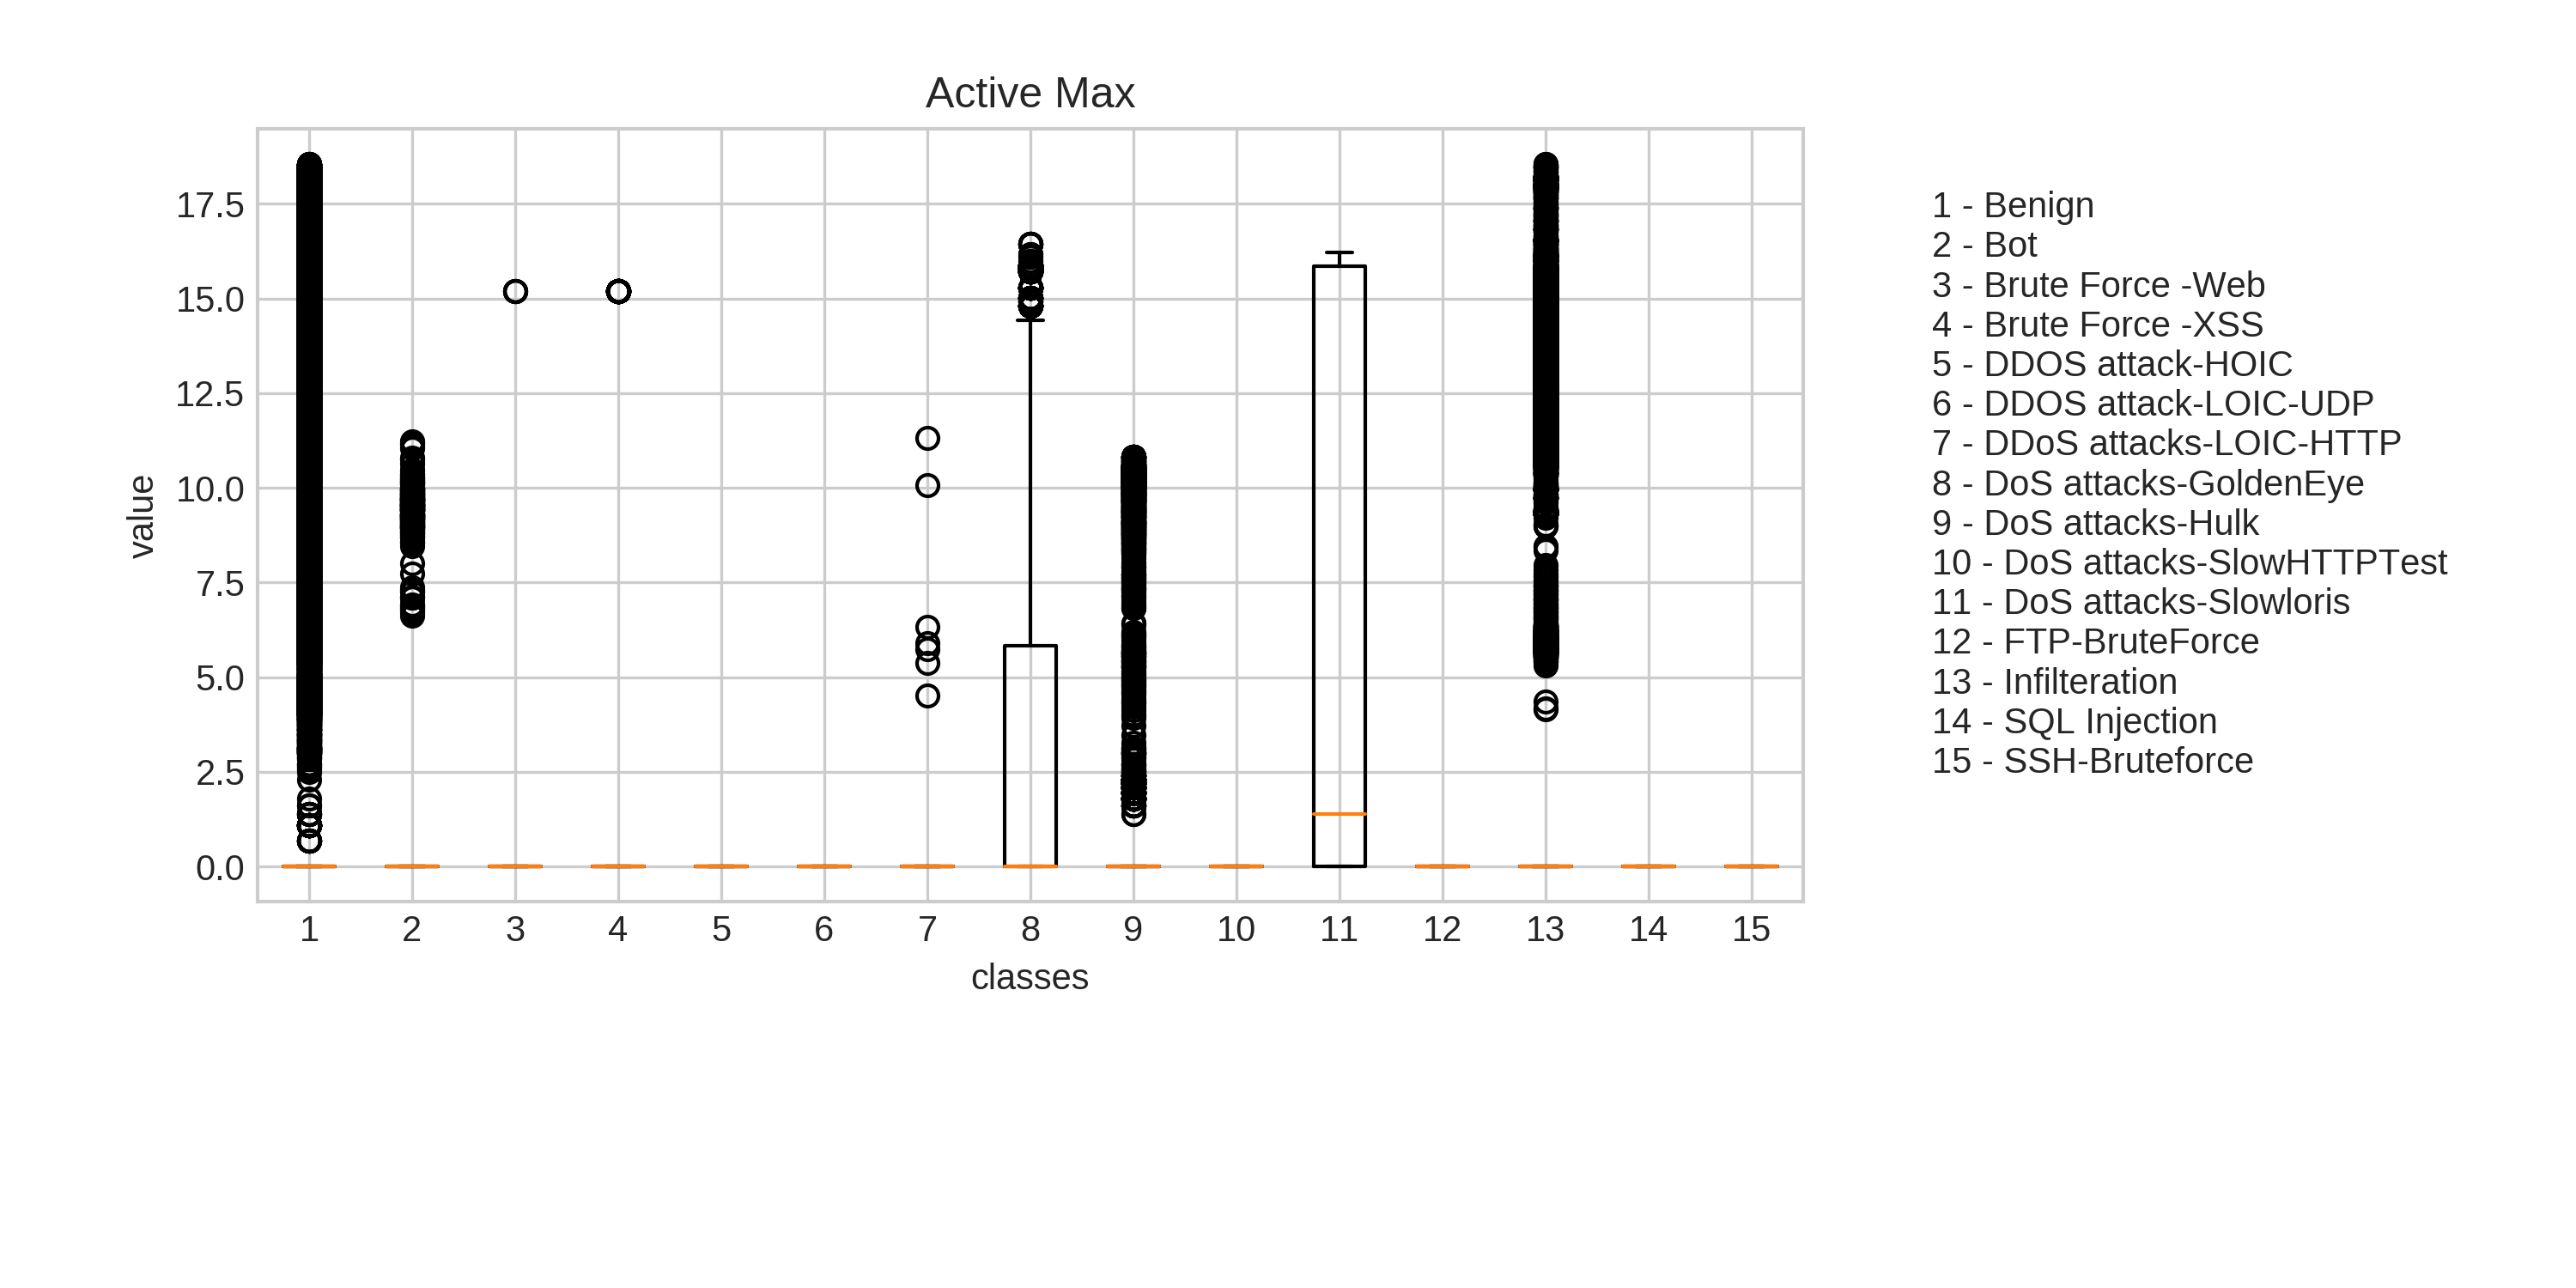 Active Max
value
17.5
15.0
12.5
10.0
7.5
5.0
2.5
0.0
1 2 3 4 5 6 7 8 9 10 11 12 13 14 15
classes
1 - Benign
2 - Bot
3 - Brute Force -Web
4 - Brute Force -XSS
5 - DDOS attack-HOIC
6 - DDOS attack-LOIC-UDP
7 - DDoS attacks-LOIC-HTTP
8 - DoS attacks-GoldenEye
9 - DoS attacks-Hulk
10 - DoS attacks-SlowHTTPTest
11 - DoS attacks-Slowloris
12 - FTP-BruteForce
13 - Infilteration
14 - SQL Injection
15 - SSH-Bruteforce